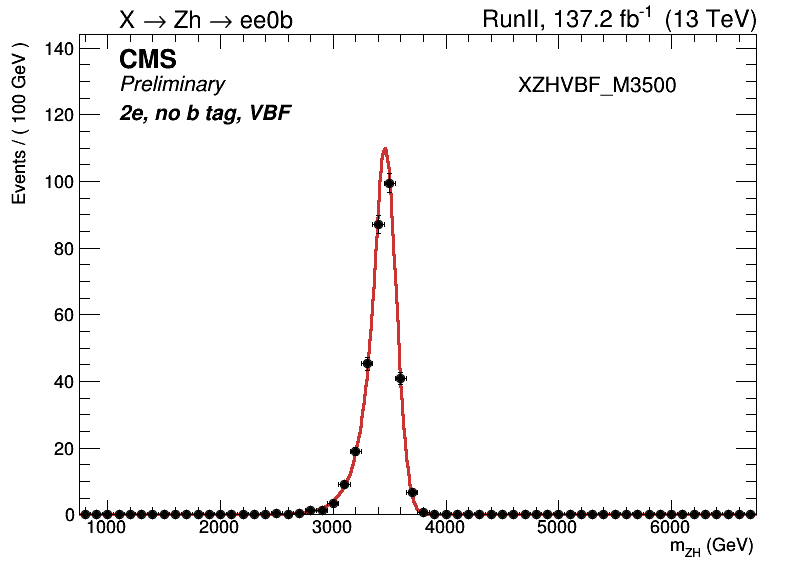 X → Zh → ee0b
RunII, 137.2 fb⁻¹ (13 TeV)
CMS
Preliminary
2e, no b tag, VBF
XZHVBF_M3500
Events / ( 100 GeV )
140
120
100
80
60
40
20
0
1000 2000 3000 4000 5000 6000
m_ZH (GeV)